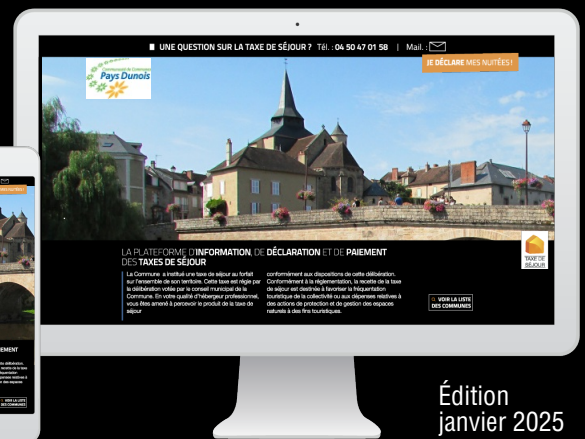 UNE QUESTION SUR LA TAXE DE SÉJOUR ? Tél. : 04 50 47 01 58 | Mail. :
Pays Dunois
JE DÉCLARE MES NUITÉES !
LA PLATEFORME D'INFORMATION, DE DÉCLARATION ET DE PAIEMENT
DES TAXES DE SÉJOUR
La Commune a institué une taxe de séjour au forfait
sur l'ensemble de son territoire. Cette taxe est régie par
la délibération votée par le conseil municipal de la
Commune. En votre qualité d'hébergeur professionnel,
vous êtes amené à percevoir le produit de la taxe de
séjour
conformément aux dispositions de cette délibération.
Conformément à la réglementation, la recette de la taxe
de séjour est destinée à favoriser la fréquentation
touristique de la collectivité ou aux dépenses relatives à
des actions de protection et de gestion des espaces
naturels à des fins touristiques.
TAXE DE
SÉJOUR
VOIR LA LISTE
DES COMMUNES
Édition
janvier 2025